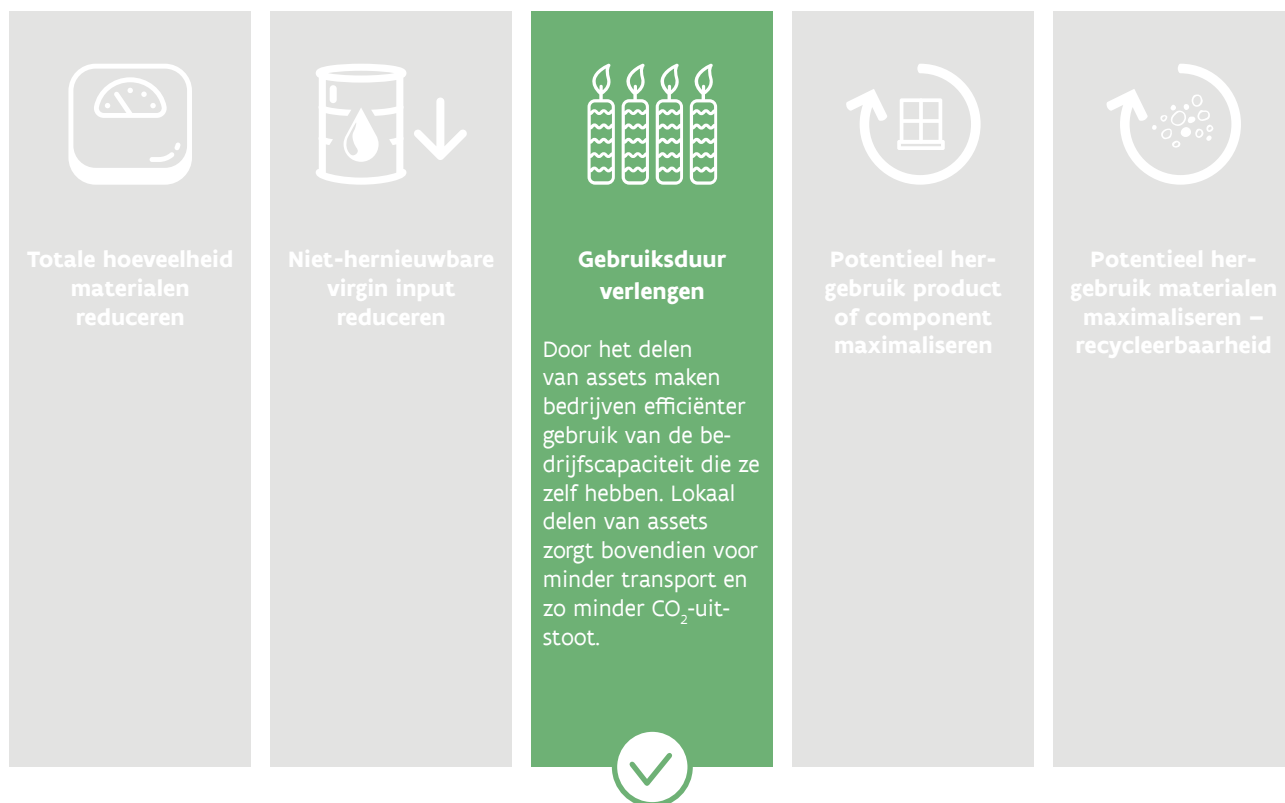 Totale hoeveelheid
materialen
reduceren
Niet-hernieuwbare
virgin input
reduceren
Gebruiksduur
verlengen
Door het delen
van assets maken
bedrijven efficiënter
gebruik van de be-
drijfscapaciteit die ze
zelf hebben. Lokaal
delen van assets
zorgt bovendien voor
minder transport en
zo minder CO₂-uit-
stoot.
Potentieel her-
gebruik product
of component
maximaliseren
Potentieel her-
gebruik materialen
maximaliseren –
recycleerbaarheid